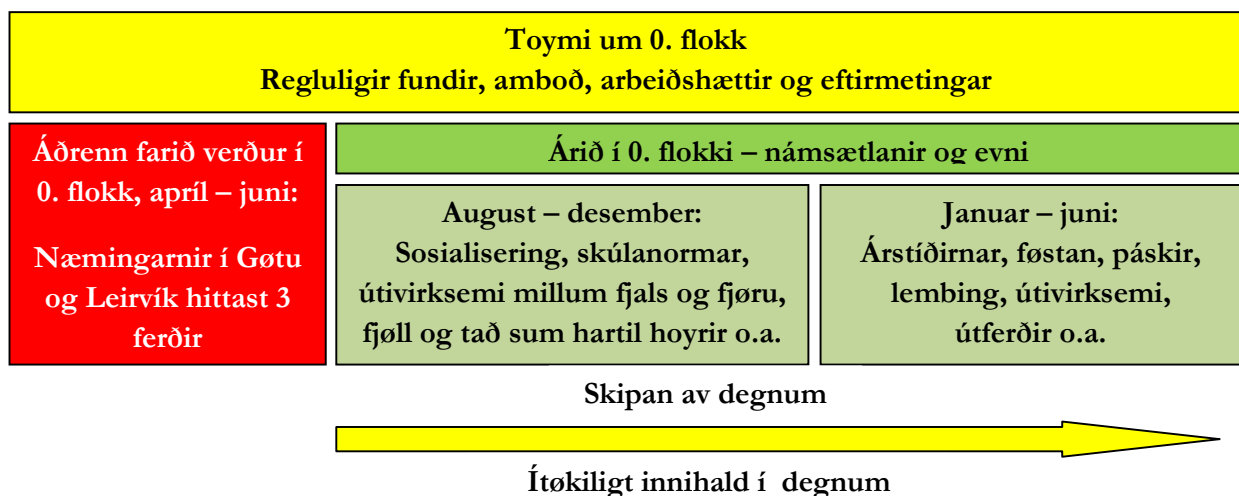 Toymi um 0. flokk
Regluligir fundir, amboð, arbeiðshættir og eftirmetingar
Áðrenn farið verður í
0. flokk, apríl – juni:
Næmingarnir í Gøtu
og Leirvík hittast 3
ferðir
Árið í 0. flokki – námsætlanir og evni
August – desember:
Sosialisering, skúlanormar,
útivirksemi millum fjals og fjøru,
fjøll og tað sum hartil hoyrir o.a.
Januar – juni:
Árstíðirnar, føstan, páskir,
lembing, útivirksemi,
útferðir o.a.
Skipan av degnum
Ítøkiligt innihald í  degnum